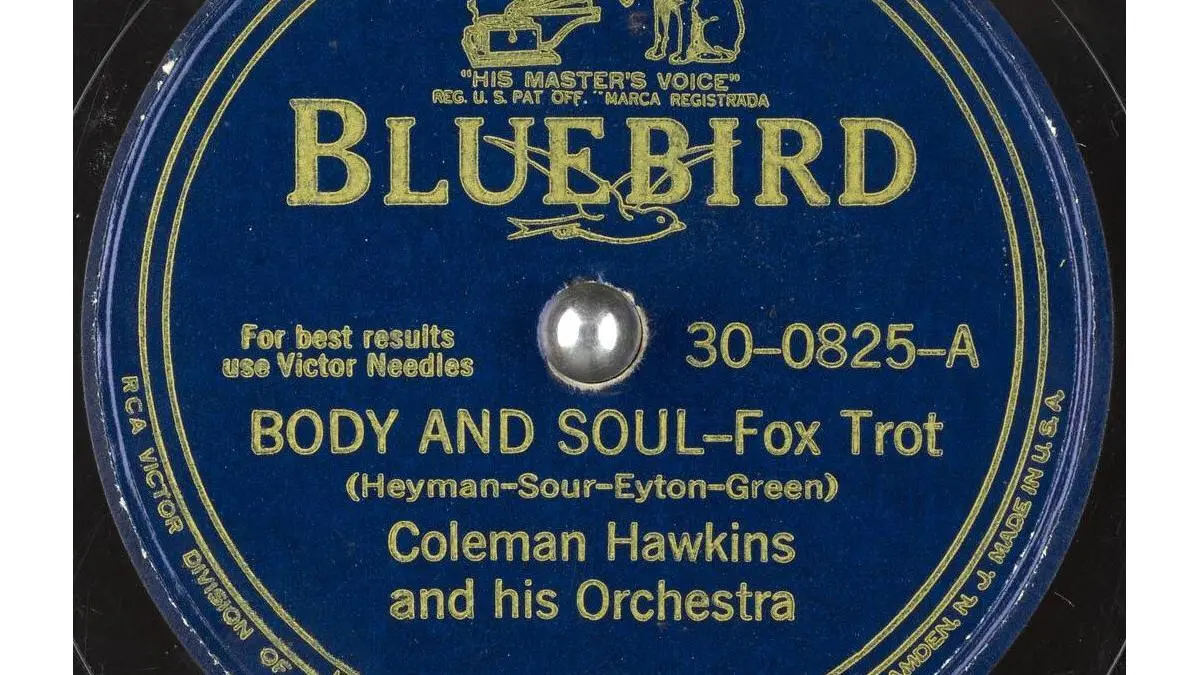 "HIS MASTER'S VOICE"
REG. U. S. PAT OFF. "MARCA REGISTRADA
BLUEBIRD
For best results
use Victor Needles
30-0825-A
BODY AND SOUL-Fox Trot
(Heyman-Sour-Eyton-Green)
Coleman Hawkins
and his Orchestra
RCA VICTOR DIVISION OF
N. J. MADE IN U. S. A.